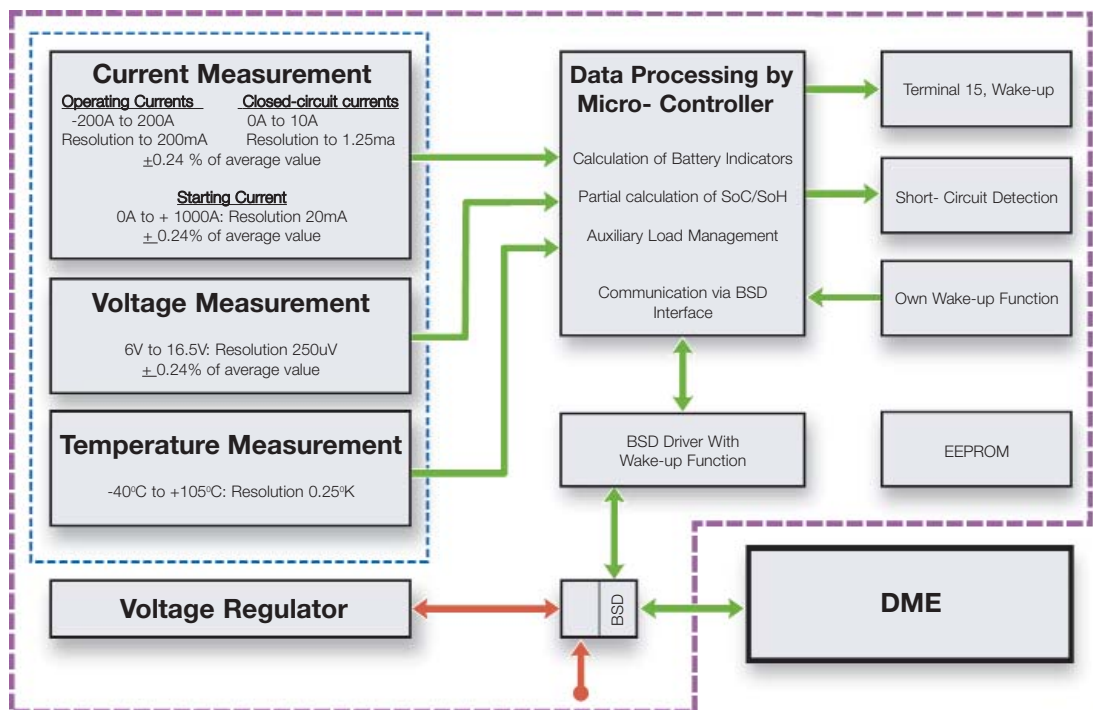 Current Measurement
Operating Currents Closed-circuit currents
-200A to 200A 0A to 10A
Resolution to 200mA Resolution to 1.25ma
±0.24 % of average value
Starting Current
0A to + 1000A: Resolution 20mA
± 0.24% of average value
Voltage Measurement
6V to 16.5V: Resolution 250uV
± 0.24% of average value
Temperature Measurement
-40°C to +105°C: Resolution 0.25°K
Voltage Regulator
Data Processing by
Micro- Controller
Calculation of Battery Indicators
Partial calculation of SoC/SoH
Auxiliary Load Management
Communication via BSD
Interface
BSD Driver With
Wake-up Function
BSD
Terminal 15, Wake-up
Short- Circuit Detection
Own Wake-up Function
EEPROM
DME